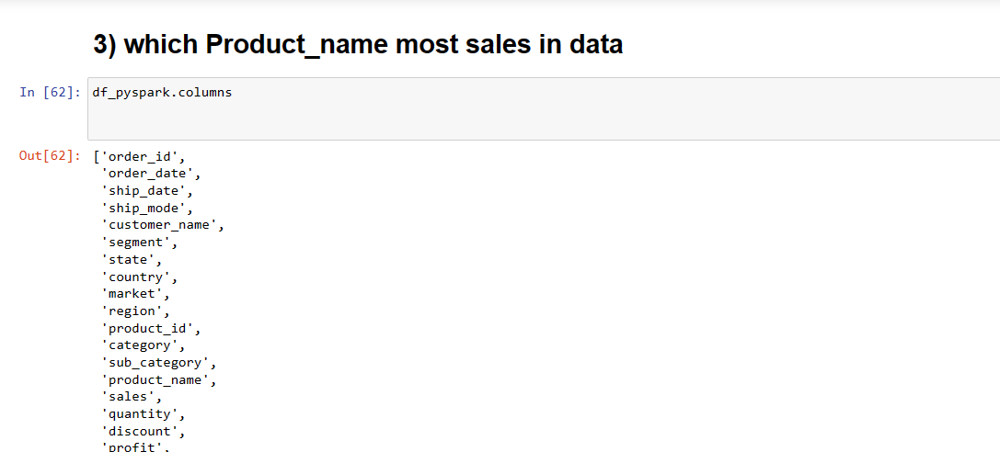 3) which Product_name most sales in data
In [62]: df_pyspark.columns
Out[62]: ['order_id',
'order_date',
'ship_date',
'ship_mode',
'customer_name',
'segment',
'state',
'country',
'market',
'region',
'product_id',
'category',
'sub_category',
'product_name',
'sales',
'quantity',
'discount',
'profit',